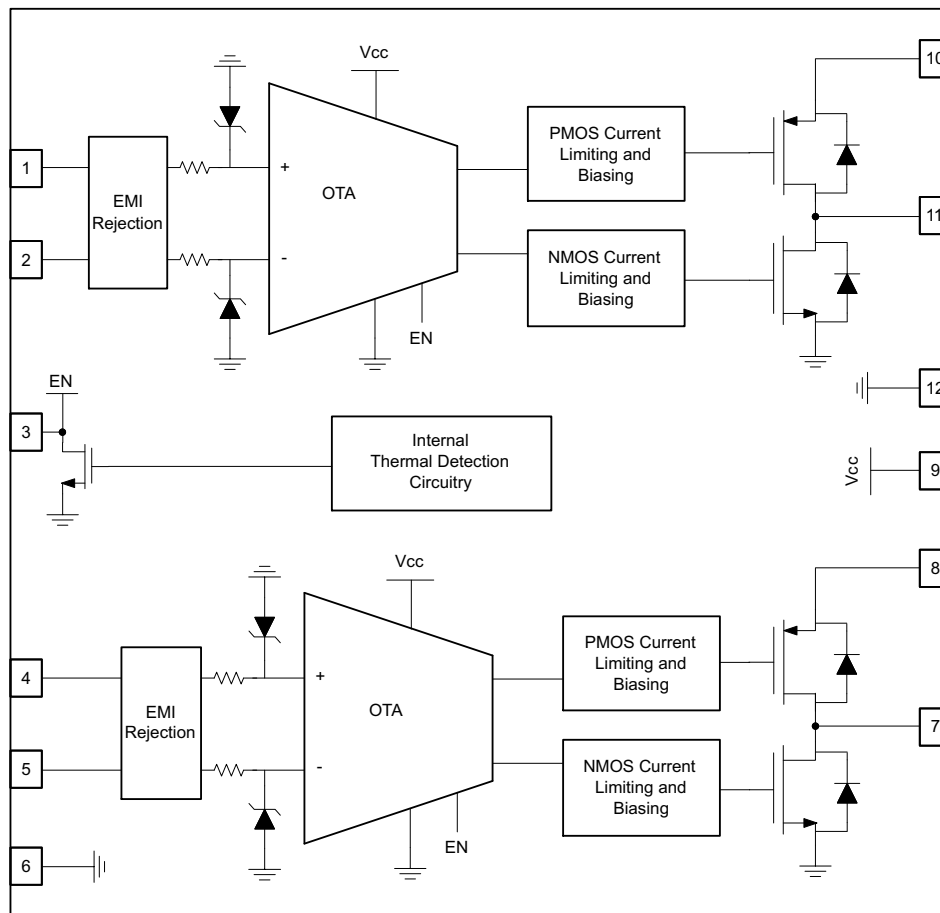 Vcc
10
PMOS Current
Limiting and
Biasing
1
+
EMI
Rejection
OTA
11
2
-
NMOS Current
Limiting and
Biasing
EN
EN
12
3
Internal
Thermal Detection
Circuitry
Vcc
9
Vcc
8
PMOS Current
Limiting and
Biasing
4
+
EMI
Rejection
OTA
7
5
-
NMOS Current
Limiting and
Biasing
EN
6